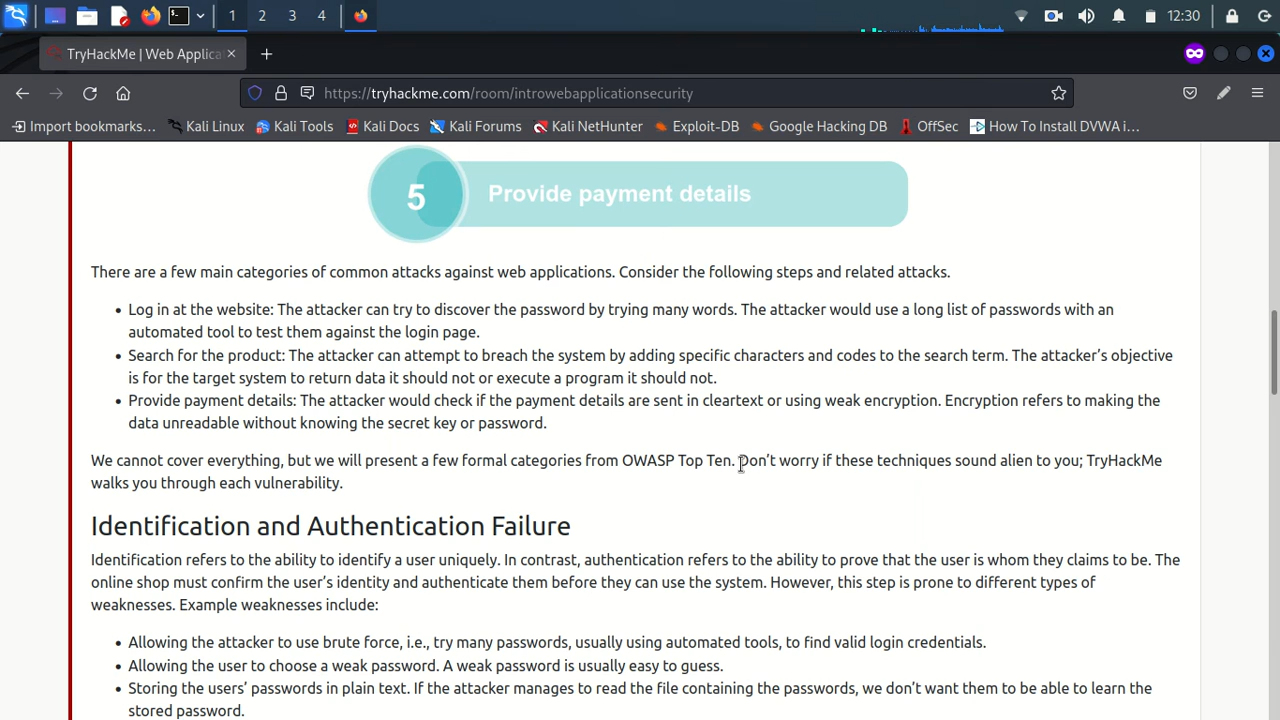 1 2 3 4 12:30
TryHackMe | Web Applica
https://tryhackme.com/room/introwebapplicationsecurity
Import bookmarks... Kali Linux Kali Tools Kali Docs Kali Forums Kali NetHunter Exploit-DB Google Hacking DB OffSec How To Install DVWA i...
5 Provide payment details
There are a few main categories of common attacks against web applications. Consider the following steps and related attacks.
• Log in at the website: The attacker can try to discover the password by trying many words. The attacker would use a long list of passwords with an
automated tool to test them against the login page.
• Search for the product: The attacker can attempt to breach the system by adding specific characters and codes to the search term. The attacker’s objective
is for the target system to return data it should not or execute a program it should not.
• Provide payment details: The attacker would check if the payment details are sent in cleartext or using weak encryption. Encryption refers to making the
data unreadable without knowing the secret key or password.
We cannot cover everything, but we will present a few formal categories from OWASP Top Ten. Don’t worry if these techniques sound alien to you; TryHackMe
walks you through each vulnerability.
Identification and Authentication Failure
Identification refers to the ability to identify a user uniquely. In contrast, authentication refers to the ability to prove that the user is whom they claims to be. The
online shop must confirm the user’s identity and authenticate them before they can use the system. However, this step is prone to different types of
weaknesses. Example weaknesses include:
• Allowing the attacker to use brute force, i.e., try many passwords, usually using automated tools, to find valid login credentials.
• Allowing the user to choose a weak password. A weak password is usually easy to guess.
• Storing the users’ passwords in plain text. If the attacker manages to read the file containing the passwords, we don’t want them to be able to learn the
stored password.